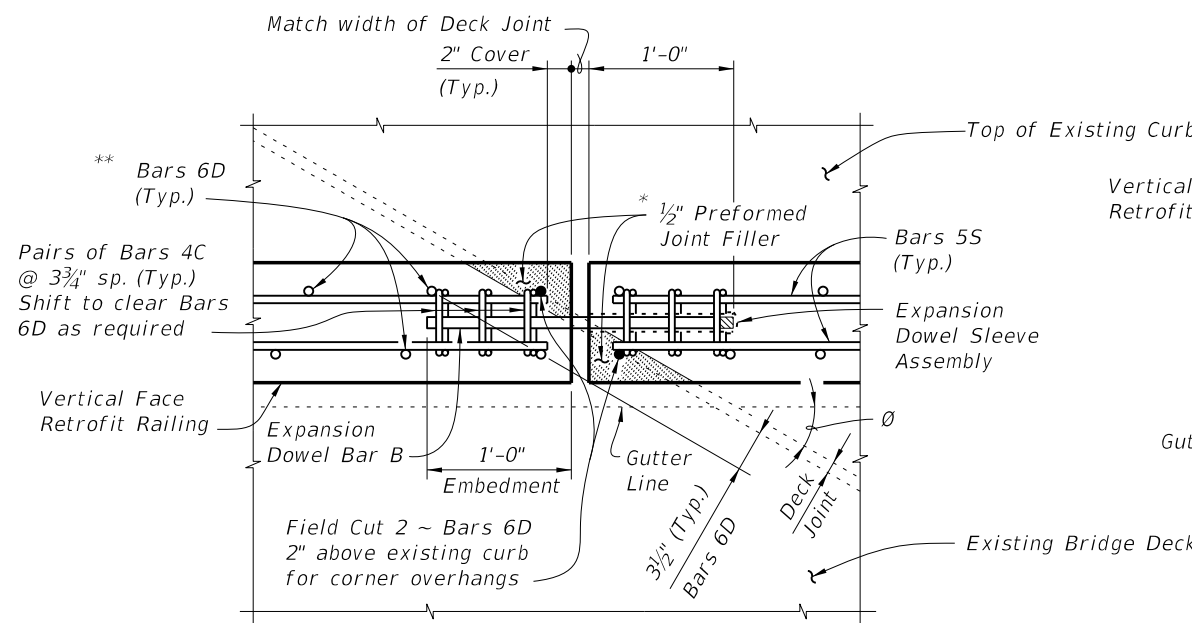 Match width of Deck Joint
2" Cover
(Typ.)
1'-0"
Top of Existing Curb
** Bars 6D
(Typ.)
Vertical
Retrofit
* ½" Preformed
Joint Filler
Bars 5S
(Typ.)
Pairs of Bars 4C
@ 3¾" sp. (Typ.)
Shift to clear Bars
6D as required
Expansion
Dowel Sleeve
Assembly
Vertical Face
Retrofit Railing
Expansion
Dowel Bar B
1'-0"
Embedment
Gutter
Line
Ø
Gut
3½" (Typ.)
Bars 6D
Deck
Joint
Field Cut 2 ~ Bars 6D
2" above existing curb
for corner overhangs
Existing Bridge Deck